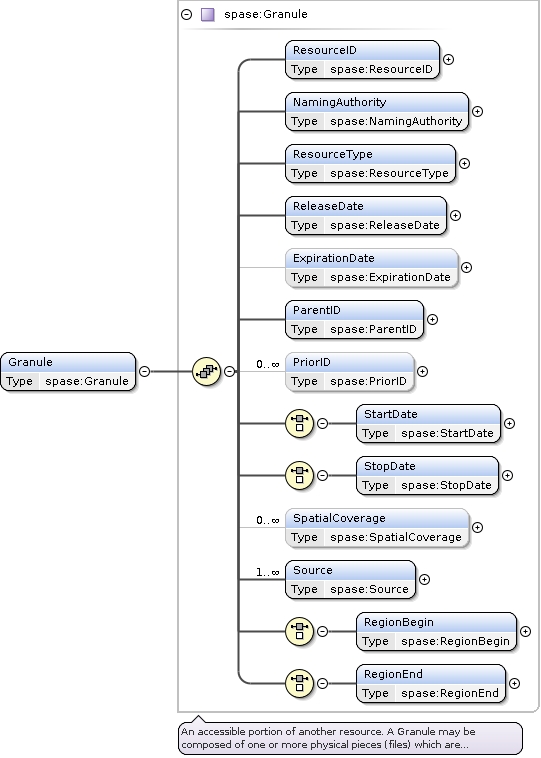 spase:Granule
ResourceID
Type spase:ResourceID
NamingAuthority
Type spase:NamingAuthority
ResourceType
Type spase:ResourceType
ReleaseDate
Type spase:ReleaseDate
ExpirationDate
Type spase:ExpirationDate
ParentID
Type spase:ParentID
Granule
Type spase:Granule
0..∞
PriorID
Type spase:PriorID
StartDate
Type spase:StartDate
StopDate
Type spase:StopDate
0..∞
SpatialCoverage
Type spase:SpatialCoverage
1..∞
Source
Type spase:Source
RegionBegin
Type spase:RegionBegin
RegionEnd
Type spase:RegionEnd
An accessible portion of another resource. A Granule may be
composed of one or more physical pieces (files) which are...